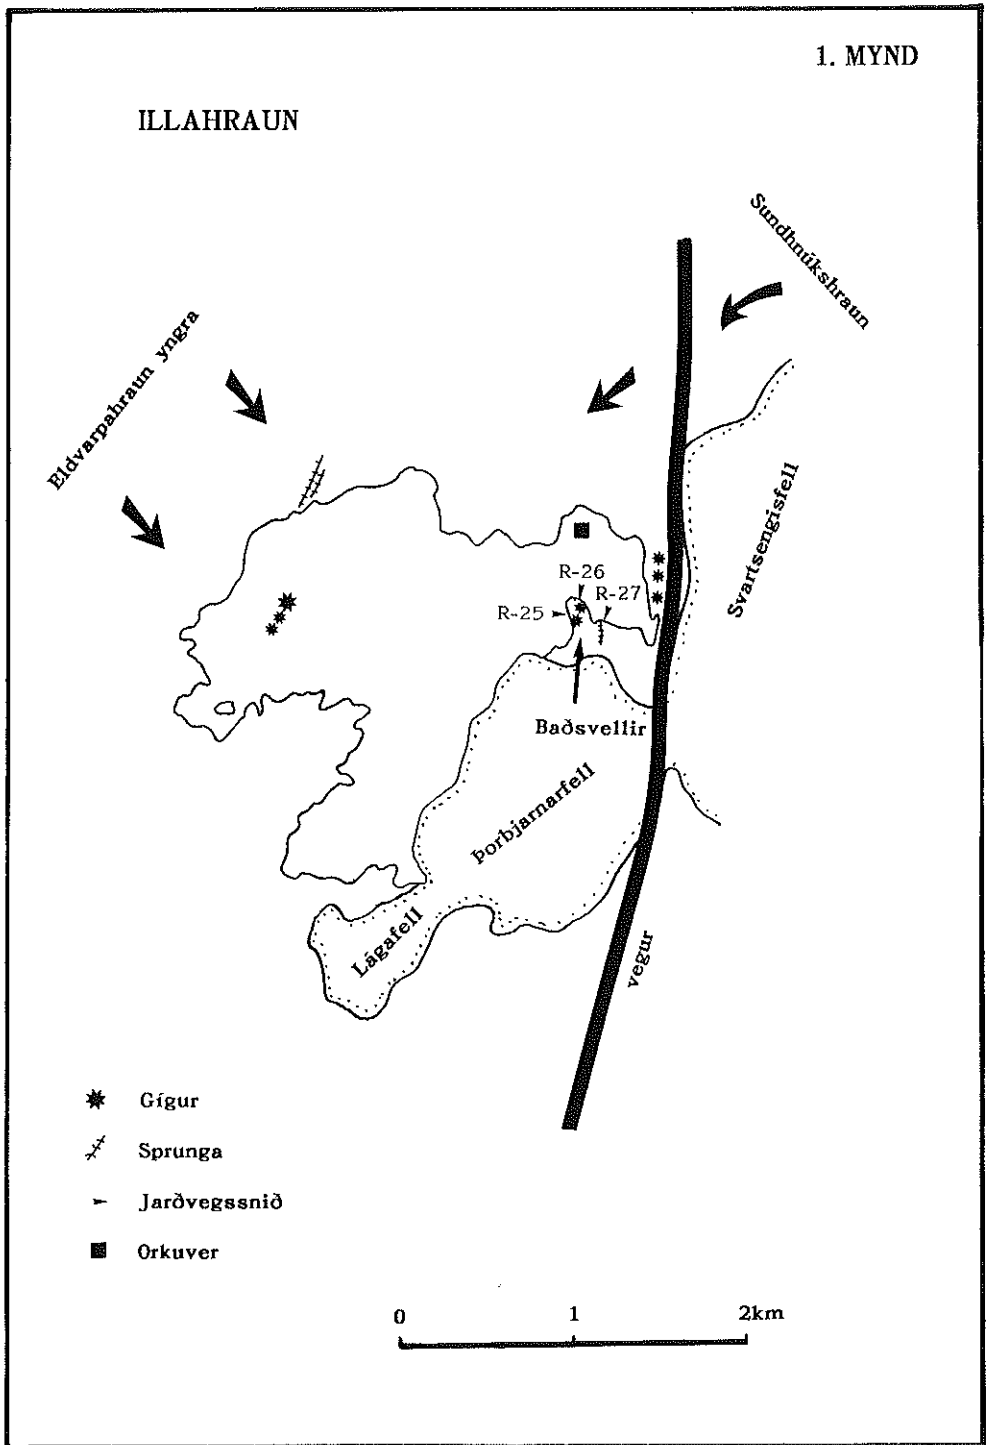 1. MYND
ILLAHRAUN
Sundhnúkshraun
Eldvarpahraun yngra
Svartsengisfell
R-26
R-27
R-25
Baðsvellir
Þorbjarnarfell
Lágafell
vegur
Gígur
Sprunga
Jarðvegssnið
Orkuver
0 1 2km